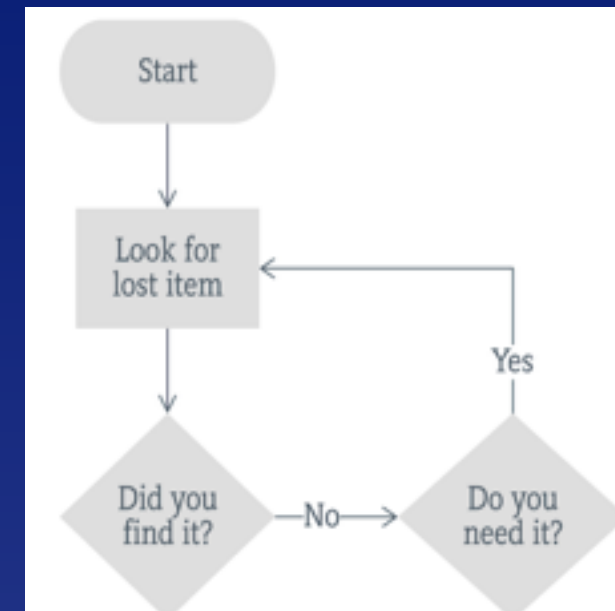 Start
Look for
lost item
Yes
Did you
find it?
No
Do you
need it?